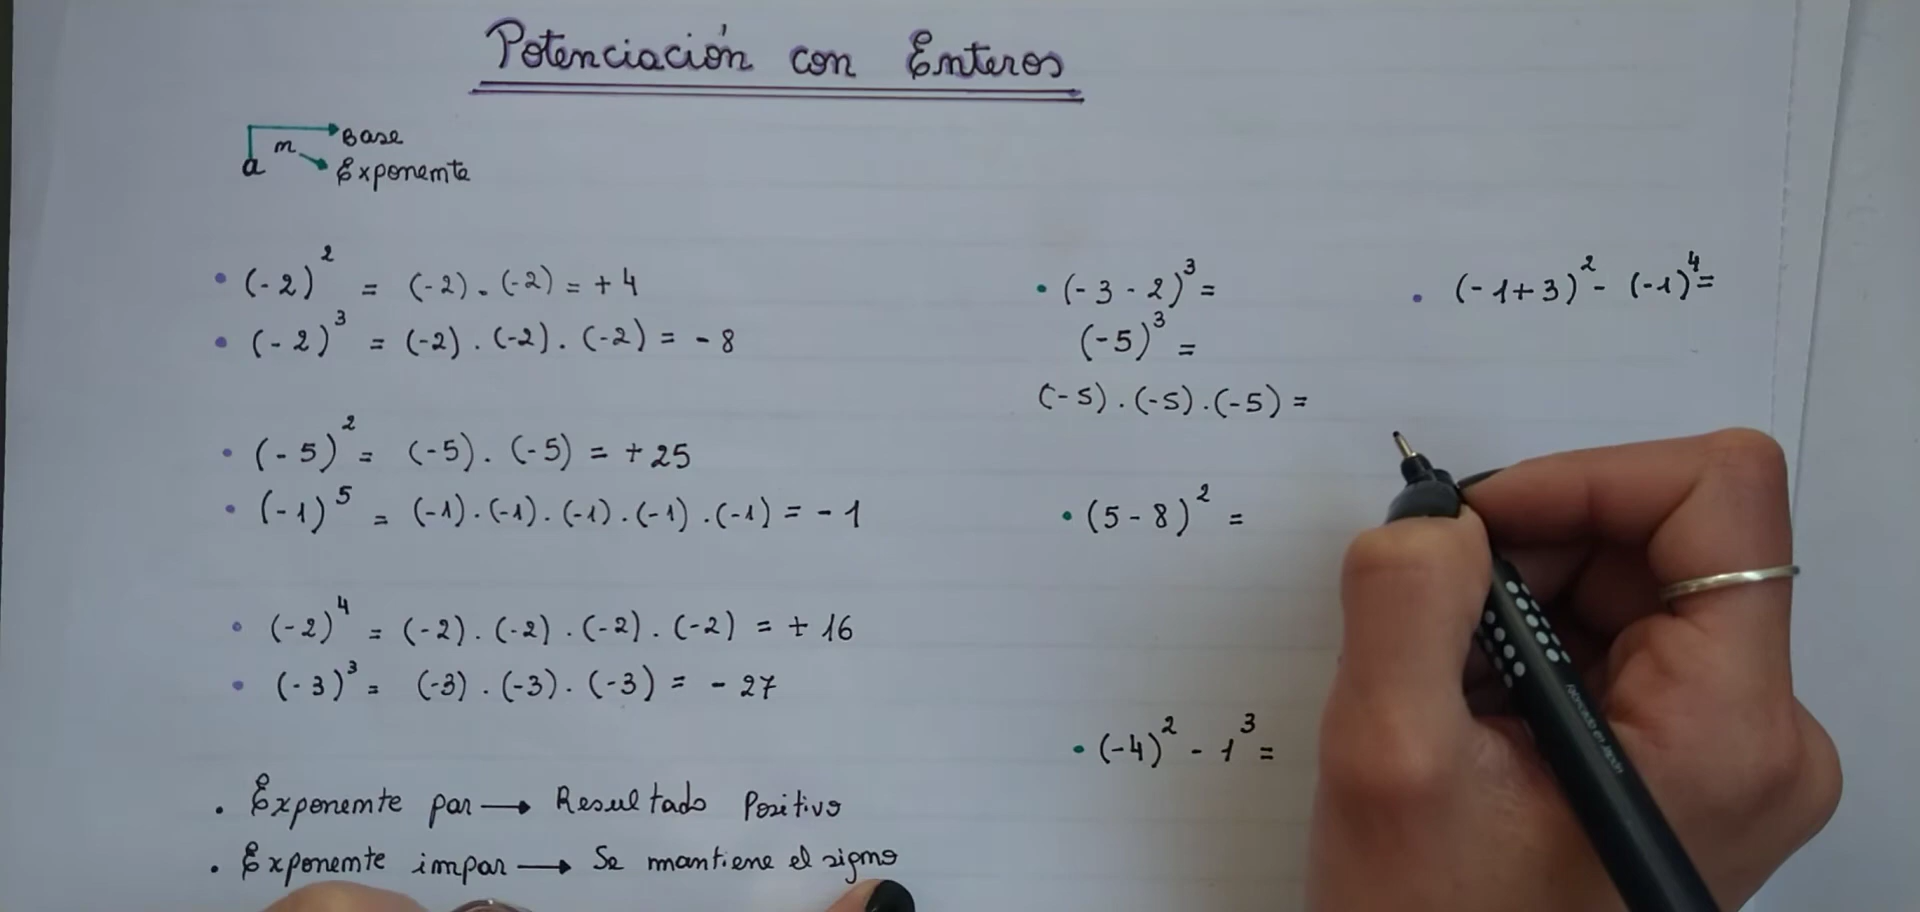 Potenciación con Enteros
Base
a^n Exponente
• (-2)^2 = (-2) . (-2) = + 4
• (-2)^3 = (-2) . (-2) . (-2) = - 8
• (-5)^2 = (-5) . (-5) = + 25
• (-1)^5 = (-1) . (-1) . (-1) . (-1) . (-1) = - 1
• (-2)^4 = (-2) . (-2) . (-2) . (-2) = + 16
• (-3)^3 = (-3) . (-3) . (-3) = - 27
. Exponente par → Resultado Positivo
. Exponente impar → Se mantiene el signo
• (-3 - 2)^3 =
(-5)^3 =
(-5) . (-5) . (-5) =
• (5 - 8)^2 =
• (-4)^2 - 1^3 =
• (-1+3)^2 - (-1)^4 =